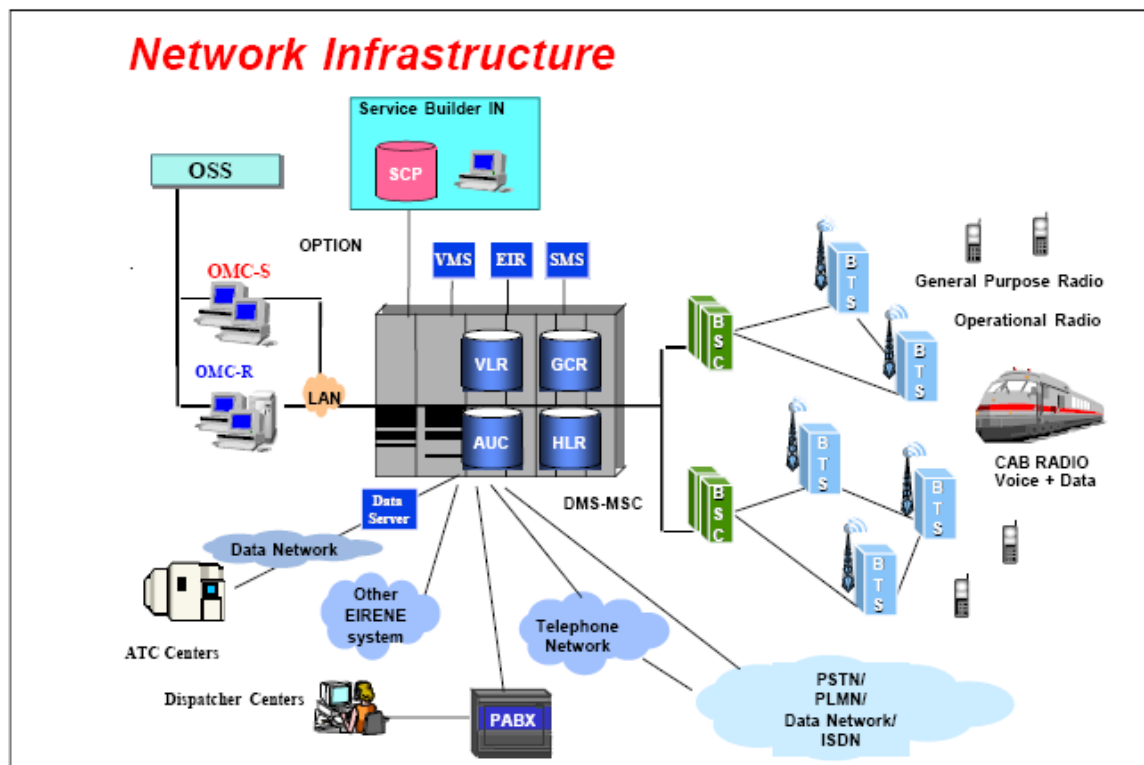 Network Infrastructure
Service Builder IN
SCP
OSS
OPTION
VMS
EIR
SMS
OMC-S
OMC-R
LAN
VLR
GCR
AUC
HLR
DMS-MSC
BSC
BSC
BTS
BTS
BTS
BTS
BTS
General Purpose Radio
Operational Radio
CAB RADIO
Voice + Data
Data
Server
Data Network
ATC Centers
Other
EIRENE
system
Telephone
Network
Dispatcher Centers
PABX
PSTN/
PLMN/
Data Network/
ISDN